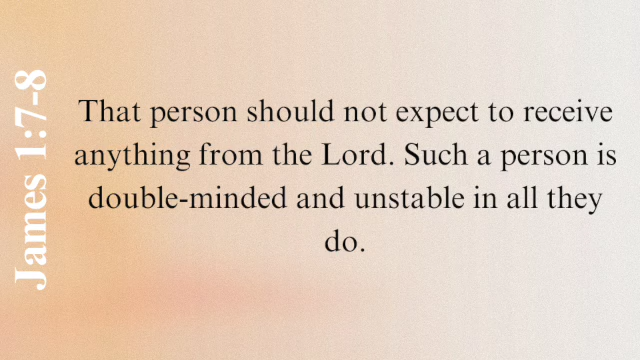 James 1:7-8
That person should not expect to receive
anything from the Lord. Such a person is
double-minded and unstable in all they
do.